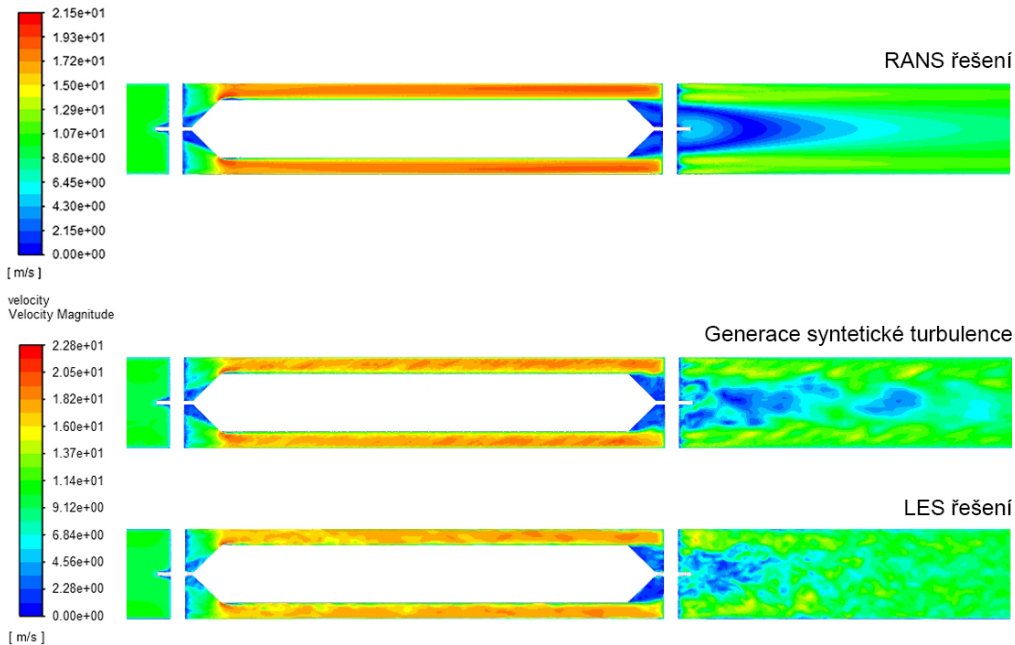 2.15e+01
1.93e+01
1.72e+01
1.50e+01
1.29e+01
1.07e+01
8.60e+00
6.45e+00
4.30e+00
2.15e+00
0.00e+00
[ m/s ]
RANS řešení
velocity
Velocity Magnitude
2.28e+01
2.05e+01
1.82e+01
1.60e+01
1.37e+01
1.14e+01
9.12e+00
6.84e+00
4.56e+00
2.28e+00
0.00e+00
[ m/s ]
Generace syntetické turbulence
LES řešení